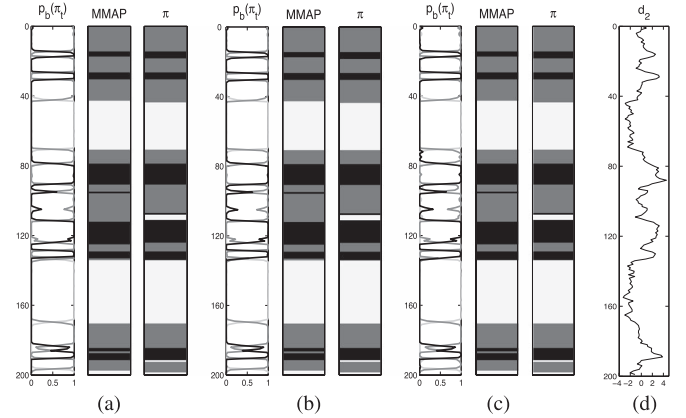 p_b(π_t) MMAP π p_b(π_t) MMAP π p_b(π_t) MMAP π d_2
0 0 0 0
40 40 40 40
80 80 80 80
120 120 120 120
160 160 160 160
200 200 200 200
0 0.5 1 0 0.5 1 0 0.5 1 −4 −2 0 2 4
(a) (b) (c) (d)